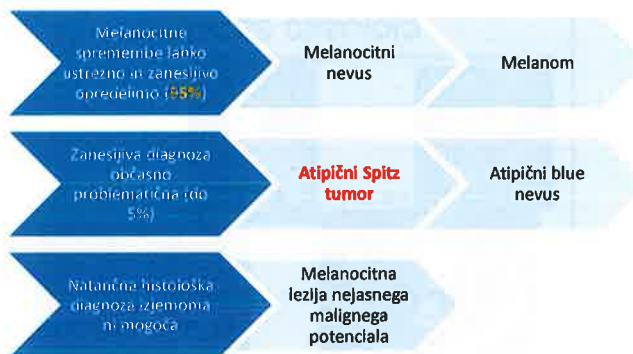 Melanocitne
spremembe lahko
ustrezno in zanesljivo
opredelimo (95%)
Melanocitni
nevus
Melanom
Zanesljiva diagnoza
občasno
problematična (do
5%)
Atipični Spitz
tumor
Atipični blue
nevus
Natančna histološka
diagnoza izjemoma
ni mogoča
Melanocitna
lezija nejasnega
malignega
potenciala